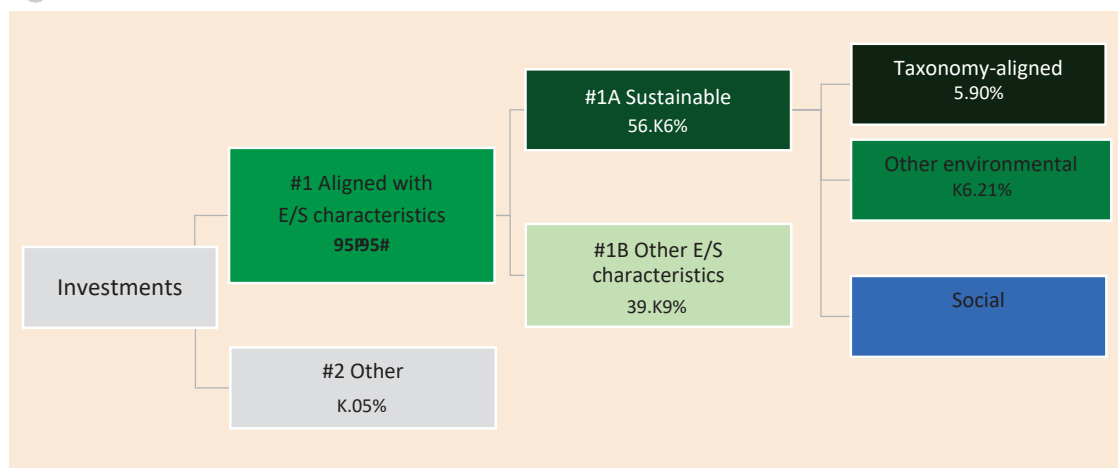 Investments
#1 Aligned with
E/S characteristics
#2 Other
K.05%
#1A Sustainable
56.K6%
#1B Other E/S
characteristics
39.K9%
Taxonomy-aligned
5.90%
Other environmental
K6.21%
Social